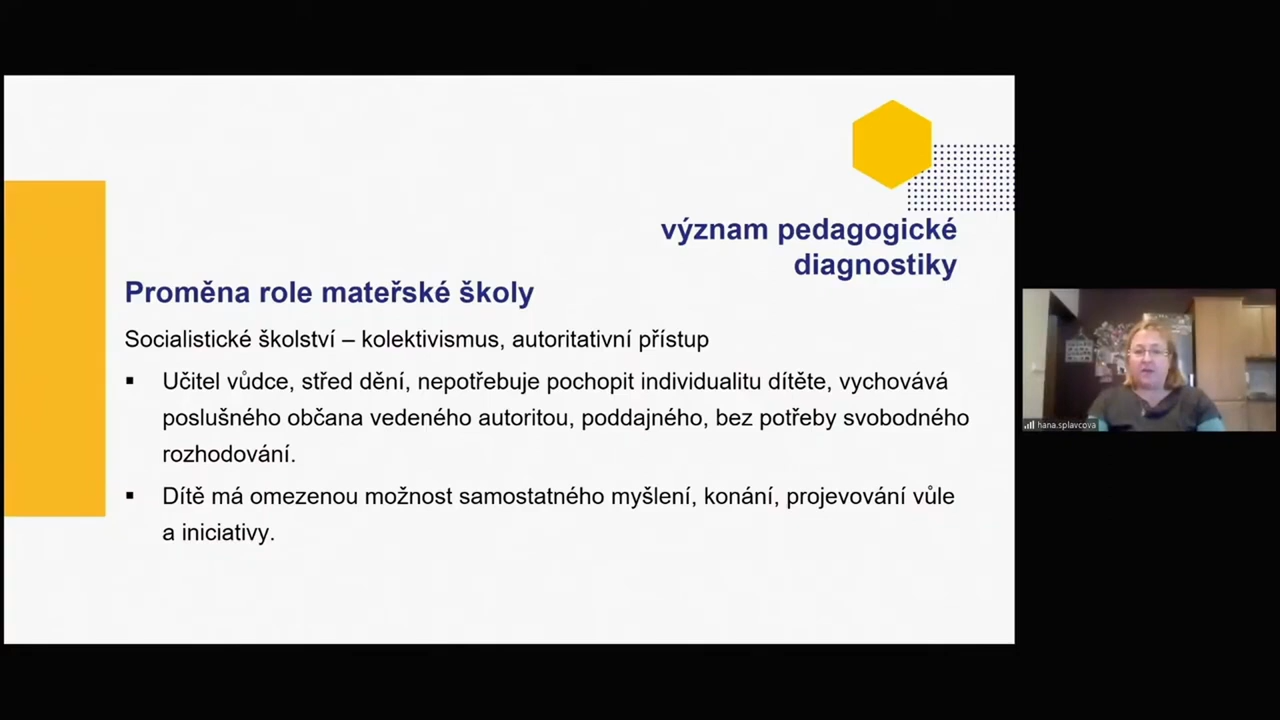 význam pedagogické
diagnostiky
Proměna role mateřské školy
Socialistické školství – kolektivismus, autoritativní přístup
▪ Učitel vůdce, střed dění, nepotřebuje pochopit individualitu dítěte, vychovává
poslušného občana vedeného autoritou, poddajného, bez potřeby svobodného
rozhodování.
▪ Dítě má omezenou možnost samostatného myšlení, konání, projevování vůle
a iniciativy.
hana.splavcova